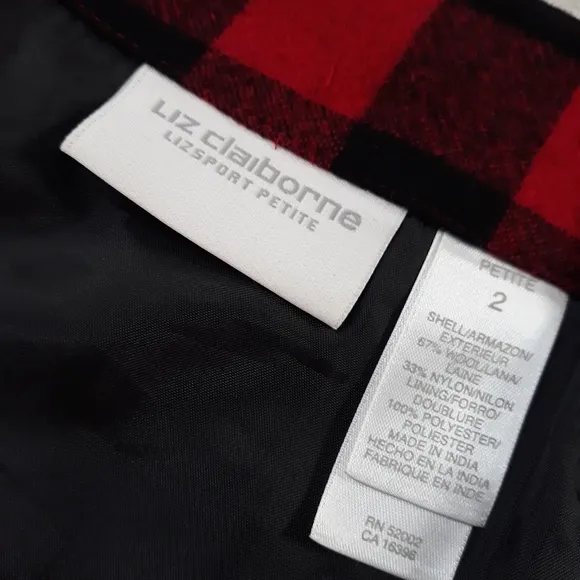 Liz claiborne
LIZSPORT PETITE
PETITE
2
SHELL/ARMAZON/
EXTERIEUR
67% WOOL/LANA/
LAINE
33% NYLON/NILON
LINING/FORRO/
DOUBLURE
100% POLYESTER/
POLIESTER
MADE IN INDIA
HECHO EN LA INDIA
FABRIQUE EN INDE
RN 52002
CA 16396